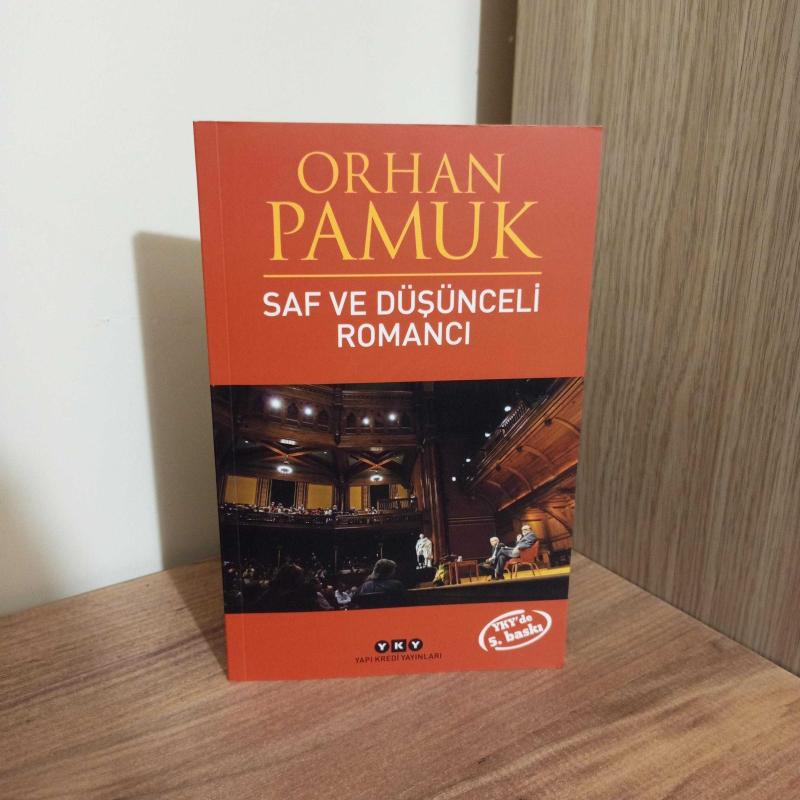 ORHAN
PAMUK
SAF VE DÜŞÜNCELİ
ROMANCI
YKY'de
5. baskı
YKY
YAPI KREDİ YAYINLARI